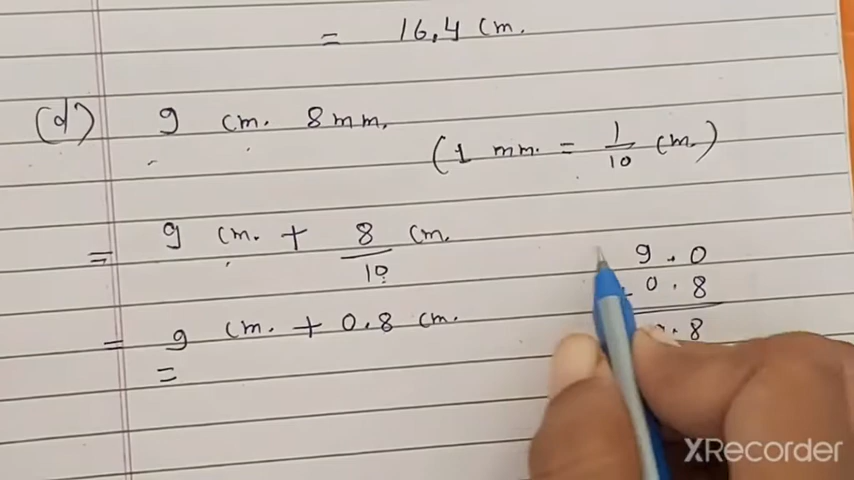 = 16.4 cm.
(d) 9 cm. 8mm.
(1 mm. = 1/10 cm.)
= 9 cm. + 8/10 cm.
= 9 cm. + 0.8 cm.
=
9.0
0.8
.8
XRecorder